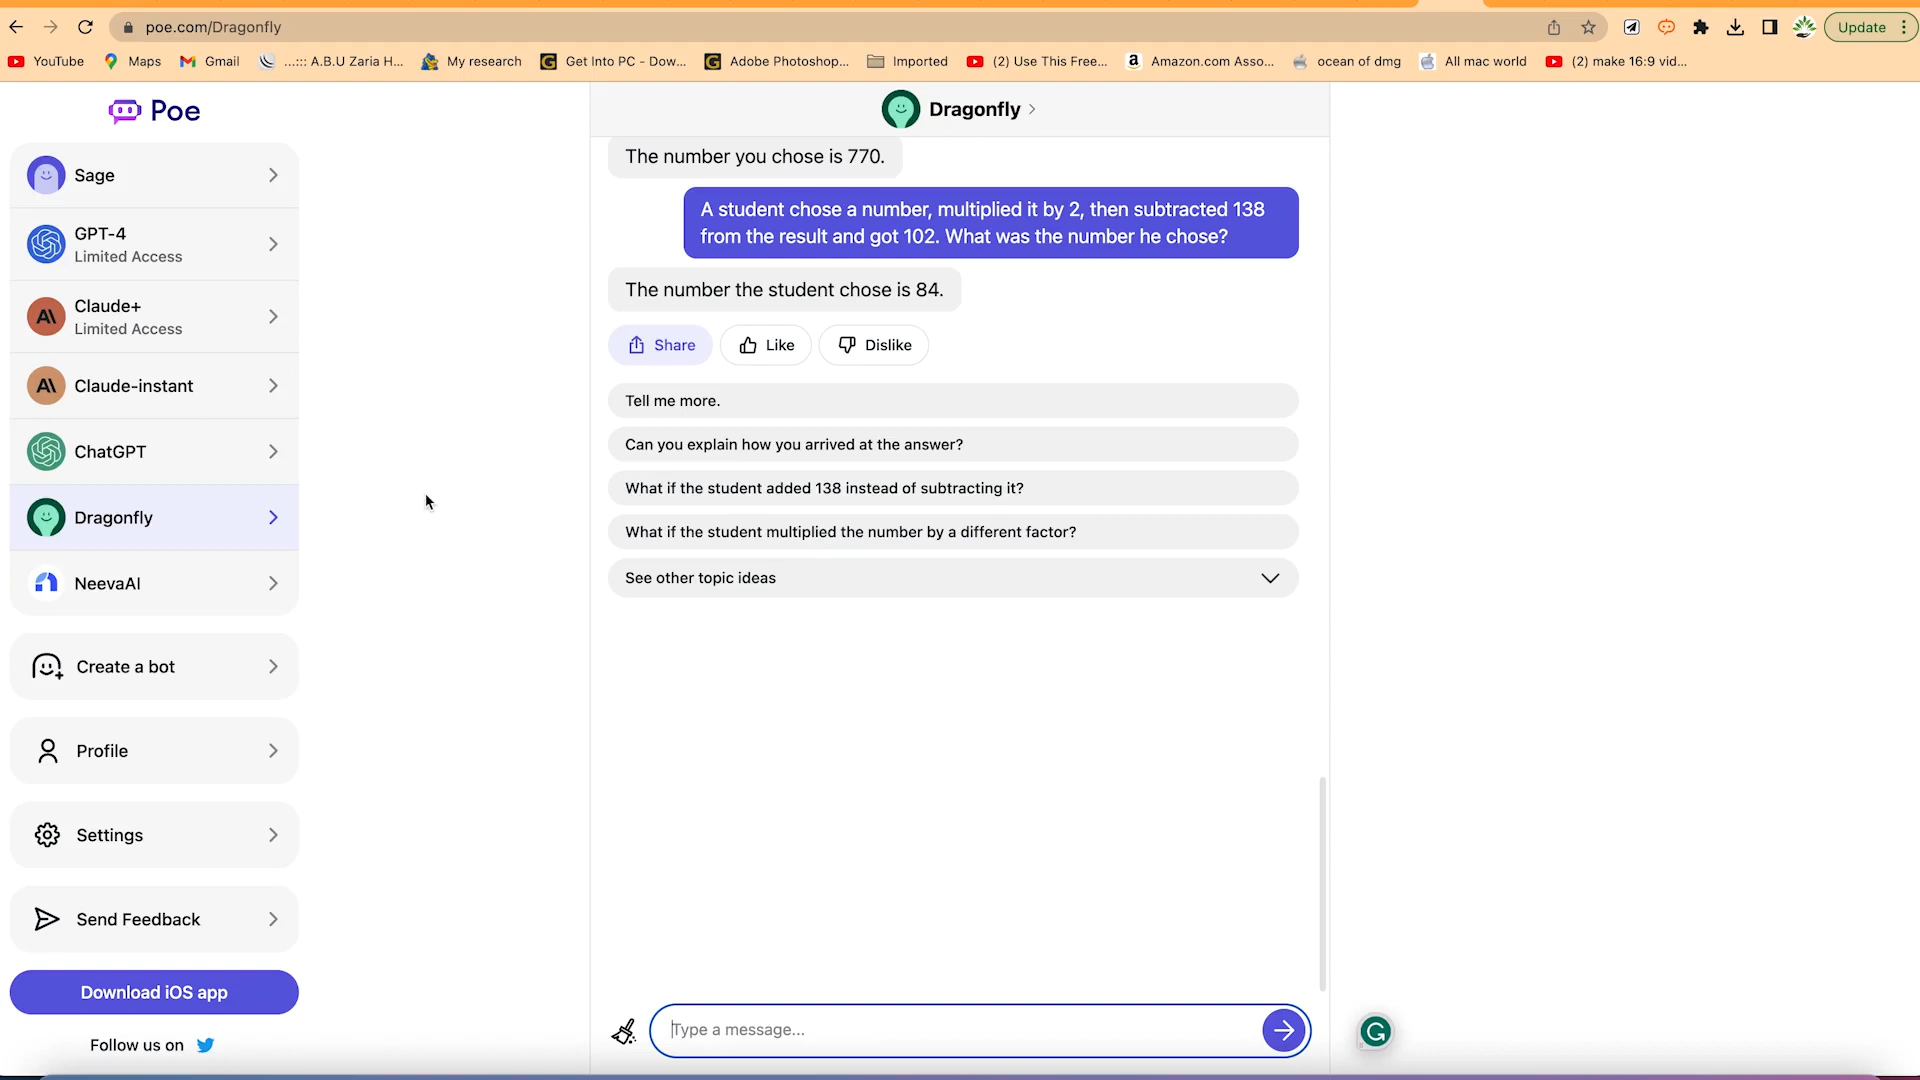 poe.com/Dragonfly
Update
YouTube
Maps
Gmail
...::: A.B.U Zaria H...
My research
Get Into PC - Dow...
Adobe Photoshop...
Imported
(2) Use This Free...
Amazon.com Asso...
ocean of dmg
All mac world
(2) make 16:9 vid...
Poe
Sage
GPT-4
Limited Access
Claude+
Limited Access
Claude-instant
ChatGPT
Dragonfly
NeevaAI
Create a bot
Profile
Settings
Send Feedback
Download iOS app
Follow us on
Dragonfly
The number you chose is 770.
A student chose a number, multiplied it by 2, then subtracted 138
from the result and got 102. What was the number he chose?
The number the student chose is 84.
Share
Like
Dislike
Tell me more.
Can you explain how you arrived at the answer?
What if the student added 138 instead of subtracting it?
What if the student multiplied the number by a different factor?
See other topic ideas
Type a message...